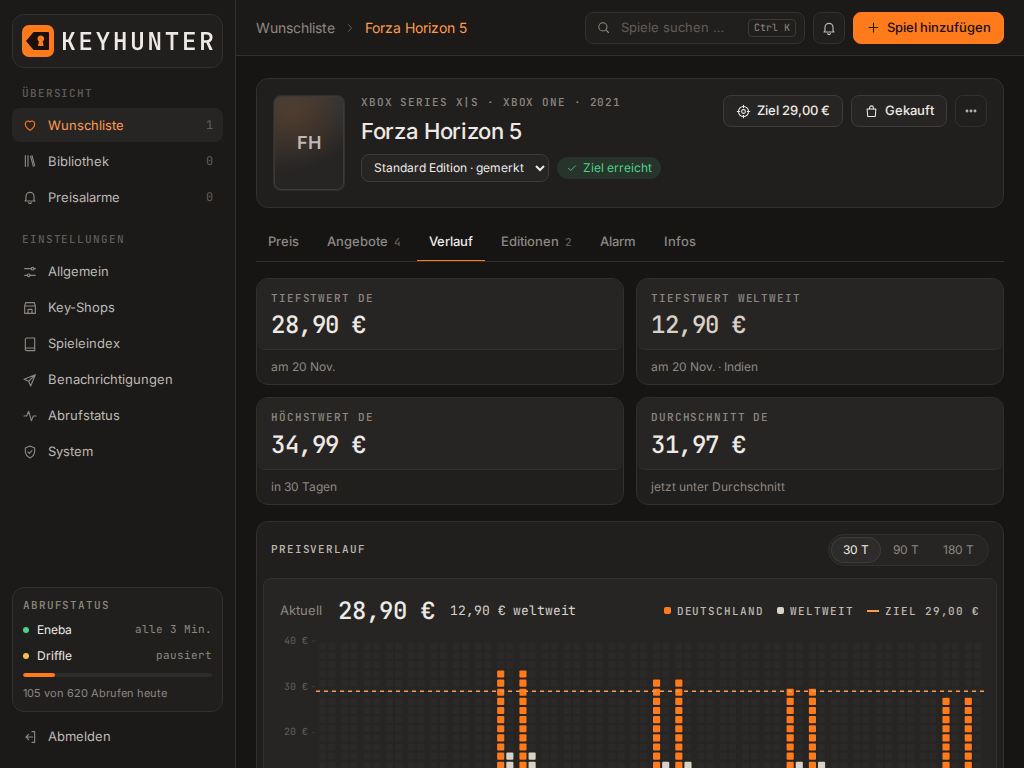 KEYHUNTER
ÜBERSICHT
Wunschliste 1
Bibliothek 0
Preisalarme 0
EINSTELLUNGEN
Allgemein
Key-Shops
Spieleindex
Benachrichtigungen
Abrufstatus
System
ABRUFSTATUS
Eneba alle 3 Min.
Driffle pausiert
105 von 620 Abrufen heute
Abmelden
Wunschliste Forza Horizon 5
Spiele suchen ... Ctrl K
Spiel hinzufügen
FH
XBOX SERIES X|S · XBOX ONE · 2021
Forza Horizon 5
Standard Edition · gemerkt
Ziel erreicht
Ziel 29,00 €
Gekauft
Preis Angebote 4 Verlauf Editionen 2 Alarm Infos
TIEFSTWERT DE
28,90 €
am 20 Nov.
TIEFSTWERT WELTWEIT
12,90 €
am 20 Nov. · Indien
HÖCHSTWERT DE
34,99 €
in 30 Tagen
DURCHSCHNITT DE
31,97 €
jetzt unter Durchschnitt
PREISVERLAUF
30 T 90 T 180 T
Aktuell 28,90 € 12,90 € weltweit
DEUTSCHLAND WELTWEIT ZIEL 29,00 €
40 €
30 €
20 €